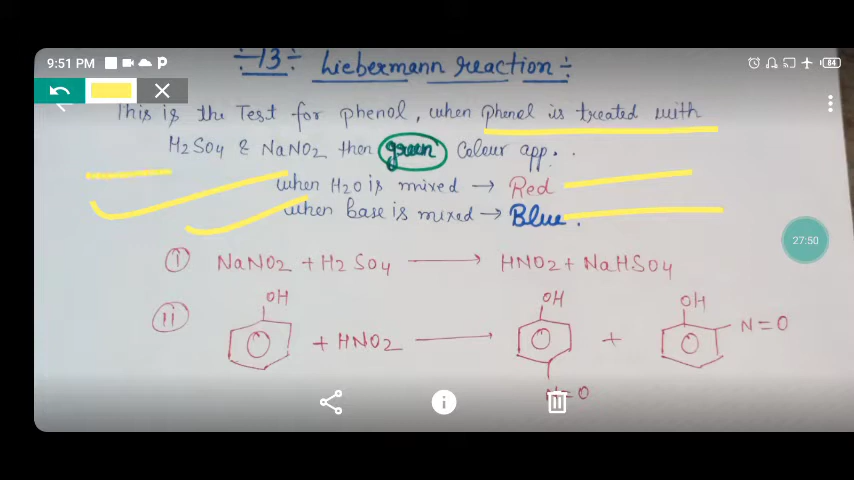 ÷ 13 ÷ Liebermann reaction ÷
9:51 PM
84
This is the Test for phenol, when phenol is treated with
H2SO4 & NaNO2 then green Colour app.
when H2O is mixed → Red
when base is mixed → Blue.
27:50
(i) NaNO2 + H2SO4 → HNO2 + NaHSO4
OH OH OH
(ii) + HNO2 → + N=O
N=O